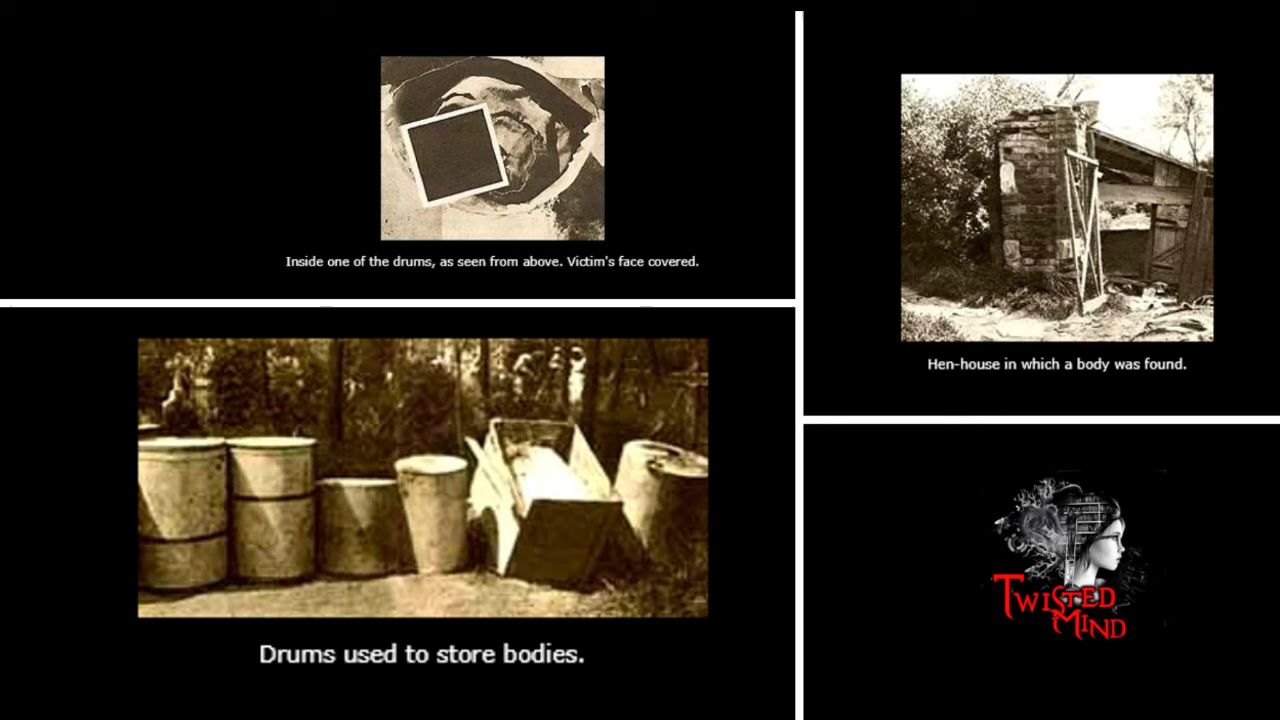 Inside one of the drums, as seen from above. Victim's face covered.
Hen-house in which a body was found.
Drums used to store bodies.
TWISTED
MIND